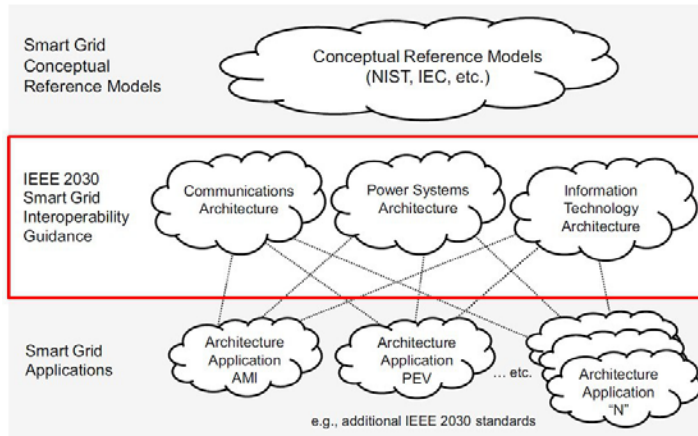 Smart Grid
Conceptual
Reference Models
Conceptual Reference Models
(NIST, IEC, etc.)
IEEE 2030
Smart Grid
Interoperability
Guidance
Communications
Architecture
Power Systems
Architecture
Information
Technology
Architecture
Smart Grid
Applications
Architecture
Application
AMI
Architecture
Application
PEV
... etc.
Architecture
Application
"N"
e.g., additional IEEE 2030 standards